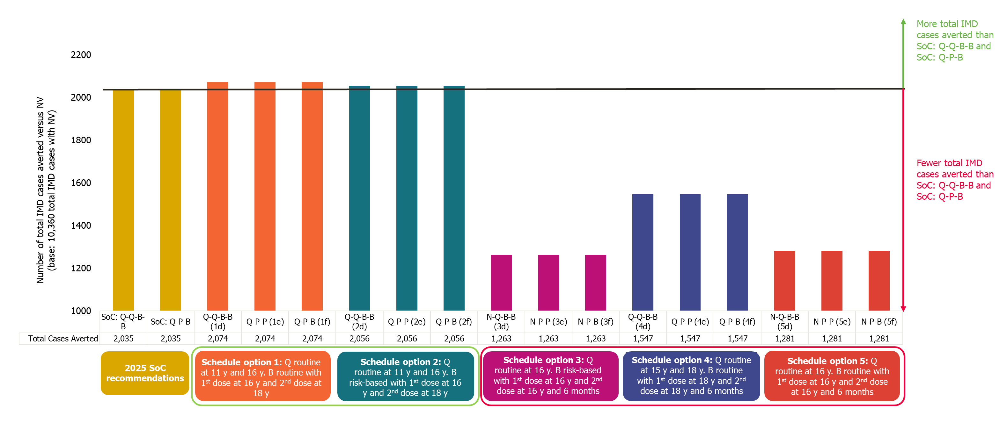 More total IMD
cases averted than
SoC: Q-Q-B-B and
SoC: Q-P-B
Fewer total IMD
cases averted than
SoC: Q-Q-B-B and
SoC: Q-P-B
Number of total IMD cases averted versus NV
(base: 10,360 total IMD cases with NV)
2200
2000
1800
1600
1400
1200
1000
SoC: Q-Q-B-
B
SoC: Q-P-B
Q-Q-B-B
(1d)
Q-P-P (1e)
Q-P-B (1f)
Q-Q-B-B
(2d)
Q-P-P (2e)
Q-P-B (2f)
N-Q-B-B
(3d)
N-P-P (3e)
N-P-B (3f)
Q-Q-B-B
(4d)
Q-P-P (4e)
Q-P-B (4f)
N-Q-B-B
(5d)
N-P-P (5e)
N-P-B (5f)
Total Cases Averted 2,035 2,035 2,074 2,074 2,074 2,056 2,056 2,056 1,263 1,263 1,263 1,547 1,547 1,547 1,281 1,281 1,281
2025 SoC
recommendations
Schedule option 1: Q routine
at 11 y and 16 y. B routine with
1st dose at 16 y and 2nd dose at
18 y
Schedule option 2: Q
routine at 11 y and 16 y. B
risk-based with 1st dose at 16
y and 2nd dose at 18 y
Schedule option 3: Q
routine at 16 y. B risk-based
with 1st dose at 16 y and 2nd
dose at 16 y and 6 months
Schedule option 4: Q routine
at 15 y and 18 y. B routine
with 1st dose at 18 y and 2nd
dose at 18 y and 6 months
Schedule option 5: Q
routine at 16 y. B routine with
1st dose at 16 y and 2nd dose
at 16 y and 6 months